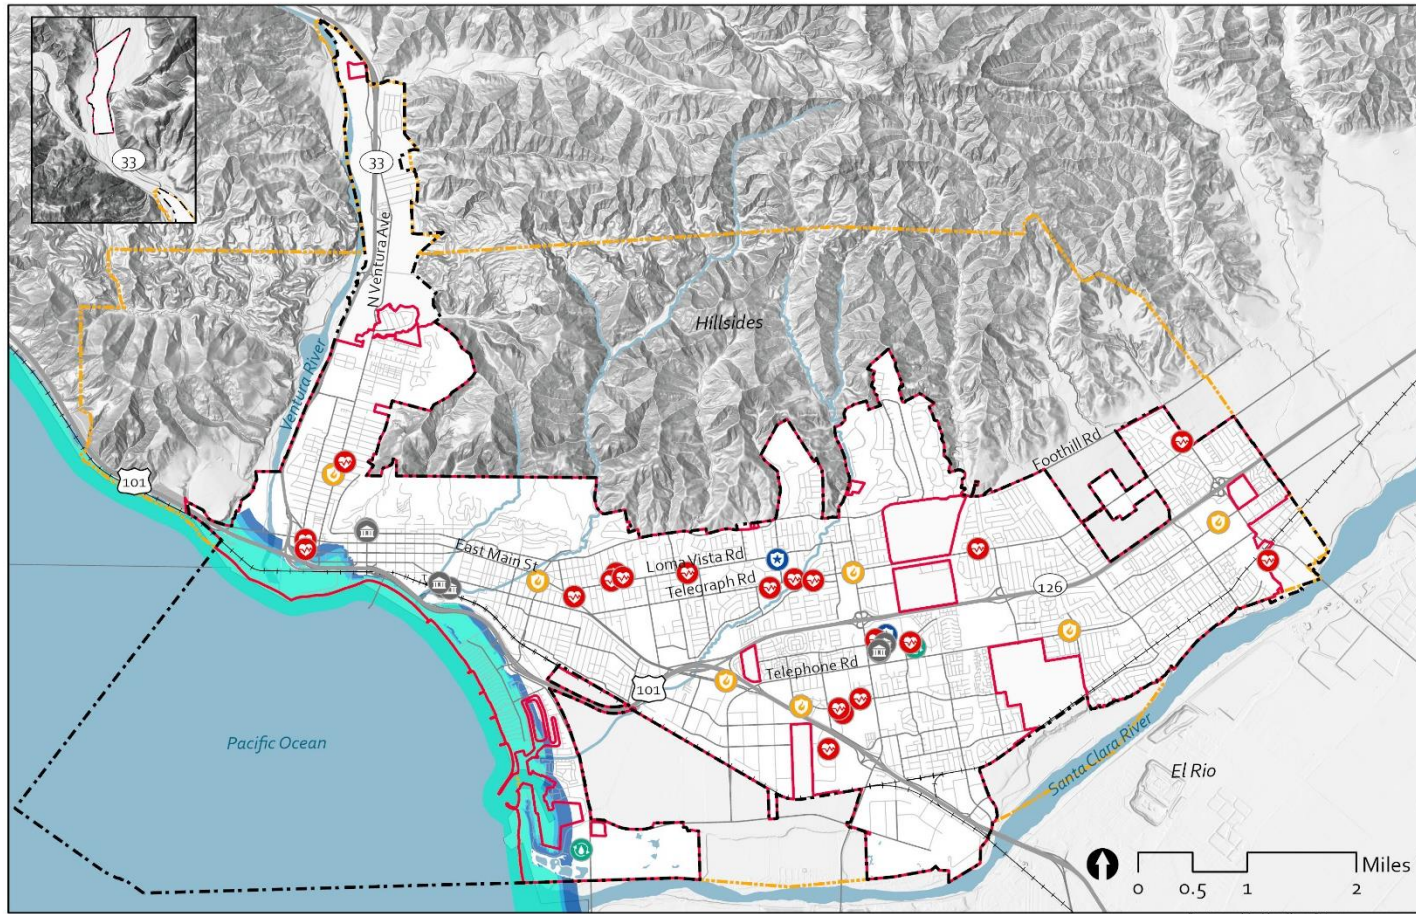 33
33
N Ventura Ave
Hillsides
Ventura River
101
Foothill Rd
East Main St
Loma Vista Rd
Telegraph Rd
126
Telephone Rd
101
Pacific Ocean
Santa Clara River
El Rio
Miles
0 0.5 1 2